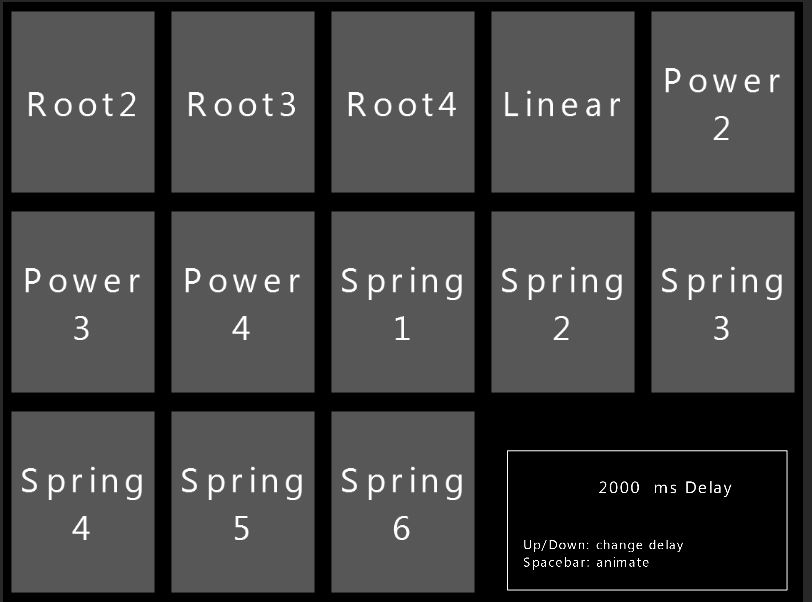 Root2
Root3
Root4
Linear
Power
2
Power
3
Power
4
Spring
1
Spring
2
Spring
3
Spring
4
Spring
5
Spring
6
2000 ms Delay
Up/Down: change delay
Spacebar: animate